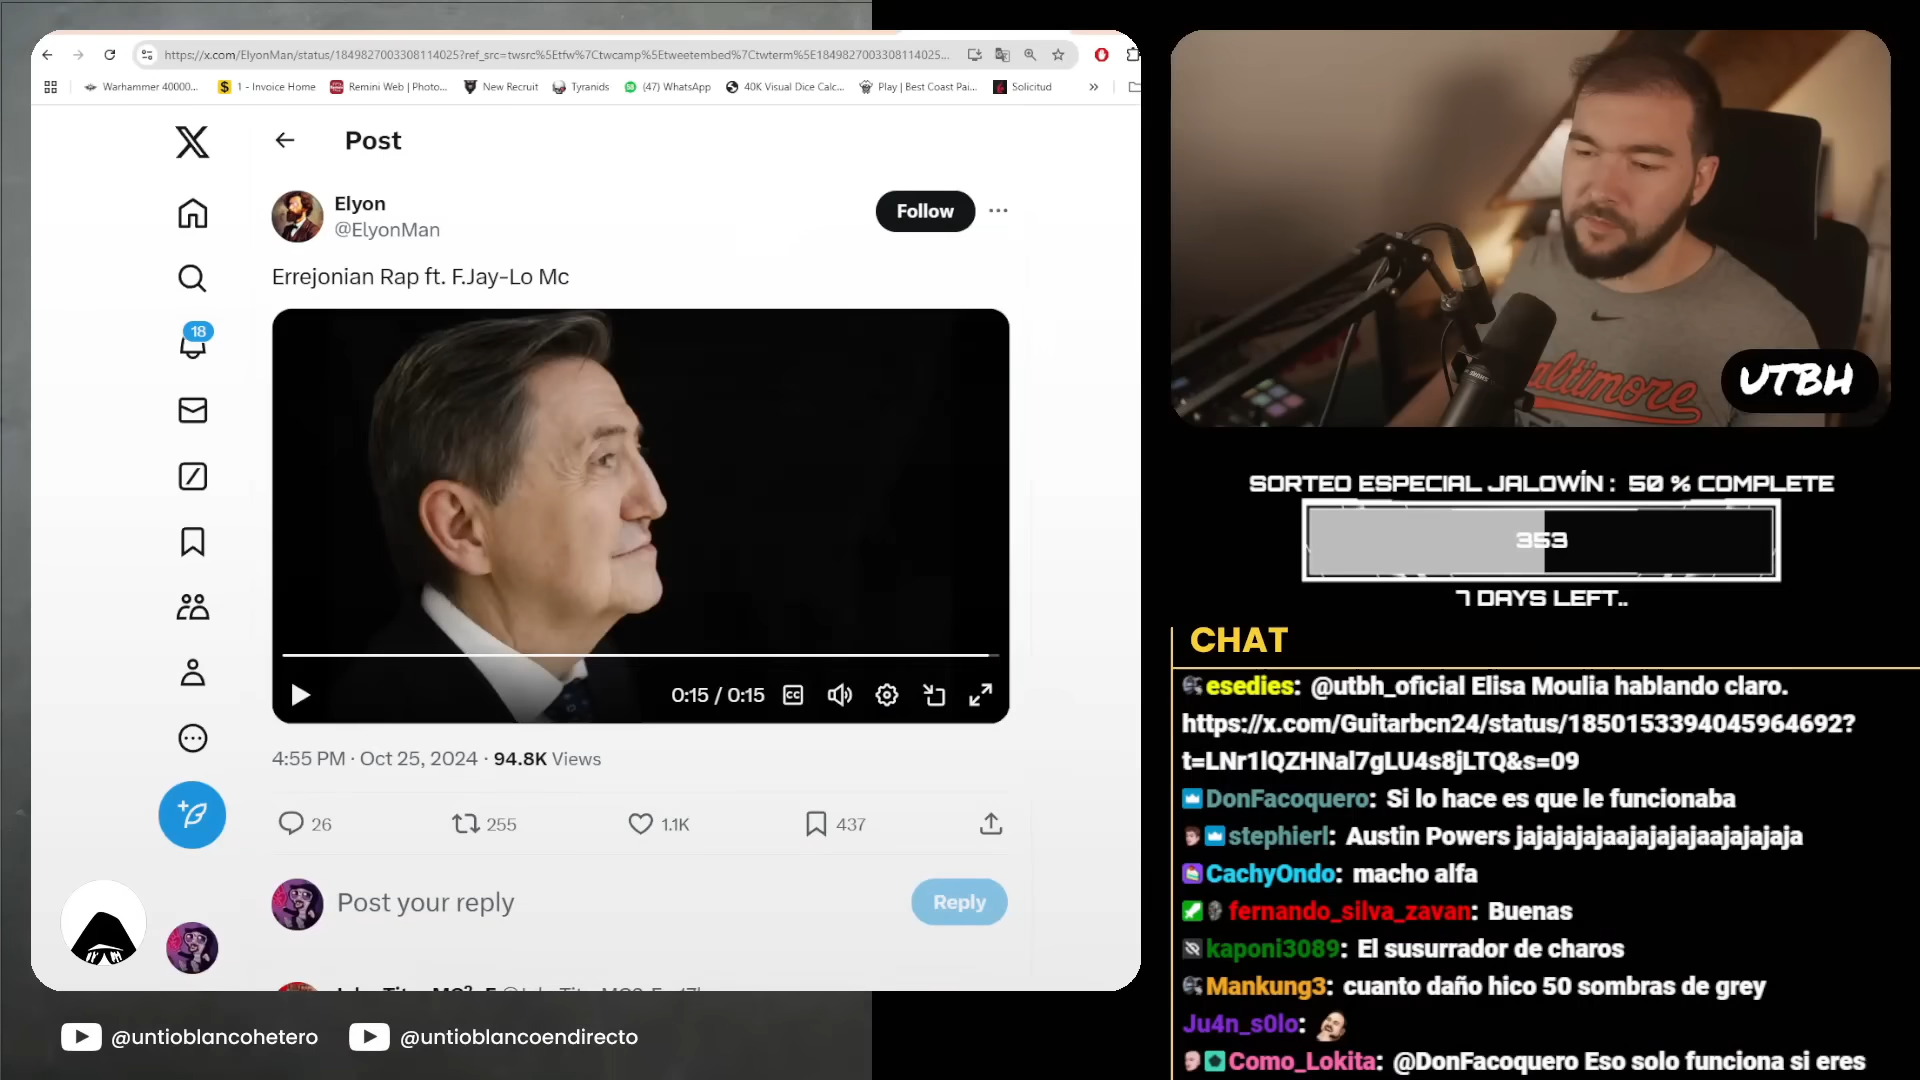 https://x.com/ElyonMan/status/1849827003308114025?ref_src=twsrc%5Etfw%7Ctwcamp%5Etweetembed%7Ctwterm%5E1849827003308114025...
Warhammer 40000... 1 - Invoice Home Remini Web | Photo... New Recruit Tyranids (47) WhatsApp 40K Visual Dice Calc... Play | Best Coast Pai... Solicitud
Post
Elyon
@ElyonMan
Follow
Errejonian Rap ft. F.Jay-Lo Mc
18
0:15 / 0:15
CC
4:55 PM · Oct 25, 2024 · 94.8K Views
26 255 1.1K 437
Post your reply
Reply
@untioblancohetero @untioblancoendirecto
altimore
UTBH
SORTEO ESPECIAL JALOWÍN : 50 % COMPLETE
353
7 DAYS LEFT..
CHAT
esedies: @utbh_oficial Elisa Moulia hablando claro.
https://x.com/Guitarbcn24/status/1850153394045964692?
t=LNr1lQZHNal7gLU4s8jLTQ&s=09
DonFacoquero: Si lo hace es que le funcionaba
stephierl: Austin Powers jajajajajaajajajajaajajajaja
CachyOndo: macho alfa
fernando_silva_zavan: Buenas
kaponi3089: El susurrador de charos
Mankung3: cuanto daño hico 50 sombras de grey
Ju4n_s0lo:
Como_Lokita: @DonFacoquero Eso solo funciona si eres